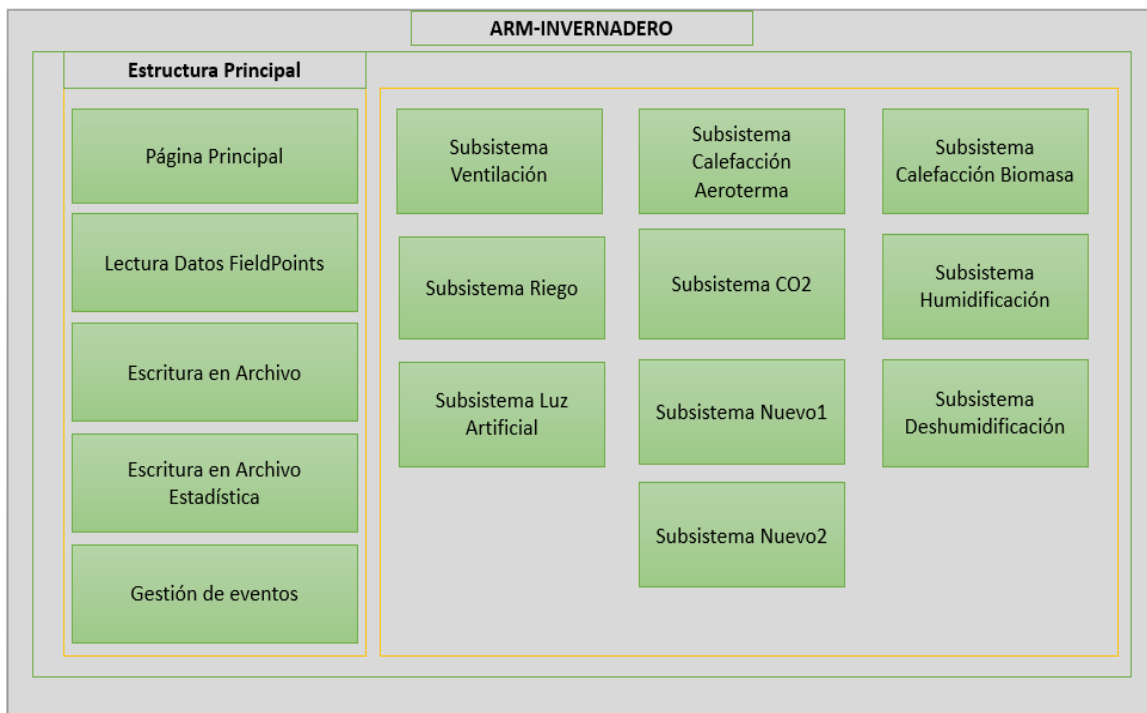 ARM-INVERNADERO
Estructura Principal
Página Principal
Lectura Datos FieldPoints
Escritura en Archivo
Escritura en Archivo
Estadística
Gestión de eventos
Subsistema
Ventilación
Subsistema
Calefacción
Aeroterma
Subsistema
Calefacción Biomasa
Subsistema Riego
Subsistema CO2
Subsistema
Humidificación
Subsistema Luz
Artificial
Subsistema Nuevo1
Subsistema
Deshumidificación
Subsistema Nuevo2